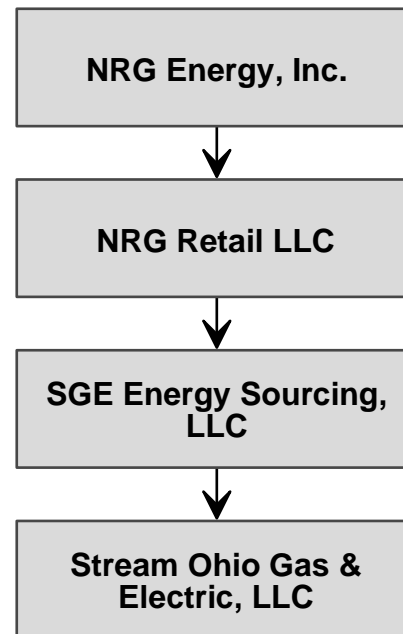 NRG Energy, Inc.
NRG Retail LLC
SGE Energy Sourcing,
LLC
Stream Ohio Gas &
Electric, LLC